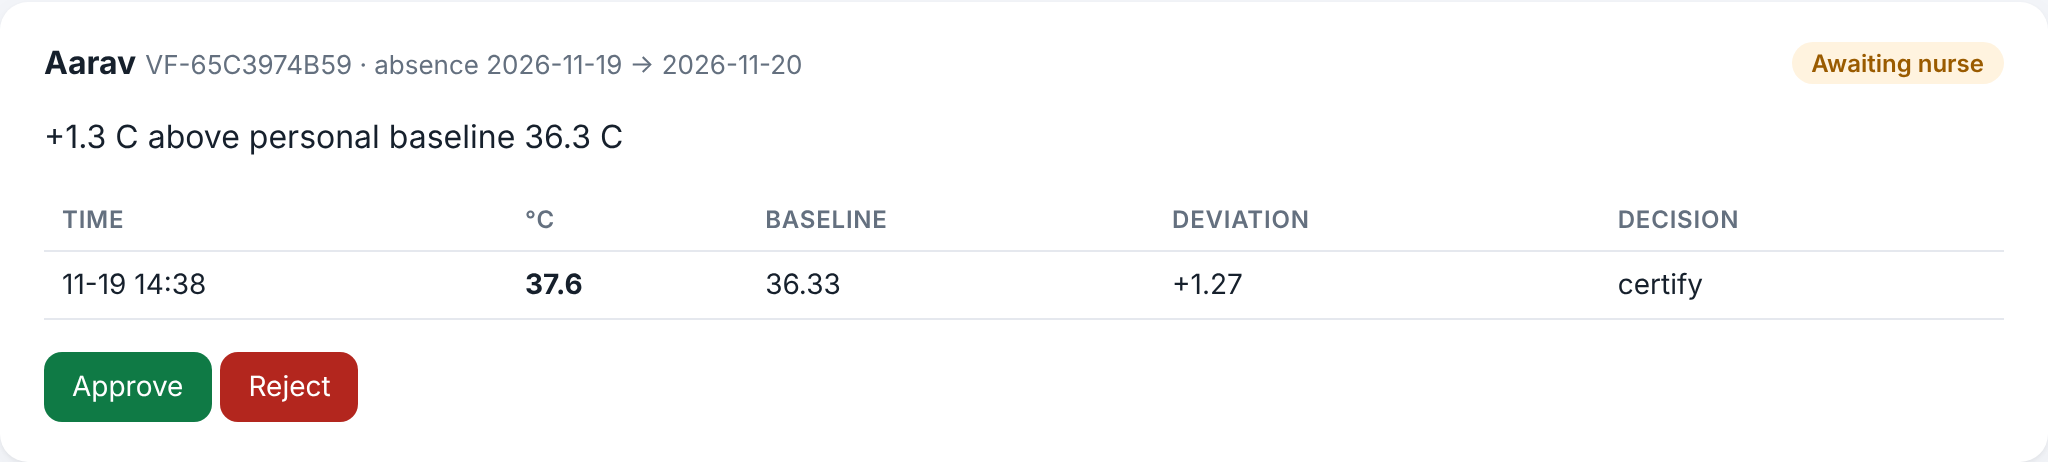 Aarav VF-65C3974B59 · absence 2026-11-19 → 2026-11-20
Awaiting nurse
+1.3 C above personal baseline 36.3 C
TIME °C BASELINE DEVIATION DECISION
11-19 14:38 37.6 36.33 +1.27 certify
Approve Reject